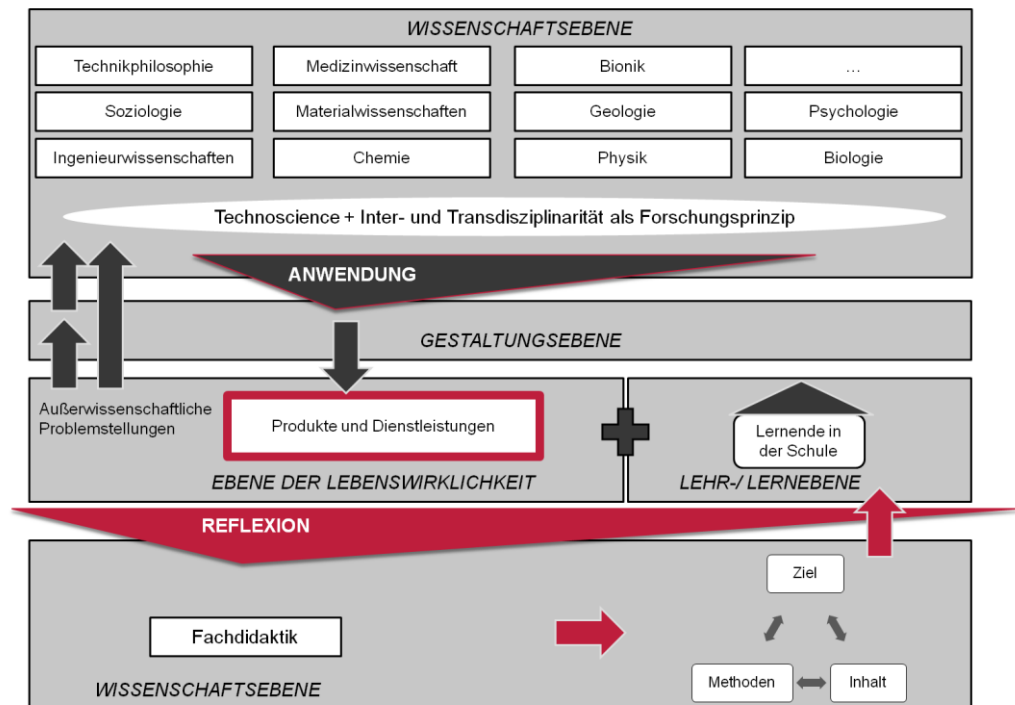 WISSENSCHAFTSEBENE
Technikphilosophie
Medizinwissenschaft
Bionik
...
Soziologie
Materialwissenschaften
Geologie
Psychologie
Ingenieurwissenschaften
Chemie
Physik
Biologie
Technoscience + Inter- und Transdisziplinarität als Forschungsprinzip
ANWENDUNG
GESTALTUNGSEBENE
Außerwissenschaftliche
Problemstellungen
Produkte und Dienstleistungen
EBENE DER LEBENSWIRKLICHKEIT
Lernende in
der Schule
LEHR-/ LERNEBENE
REFLEXION
Ziel
Fachdidaktik
Methoden
Inhalt
WISSENSCHAFTSEBENE